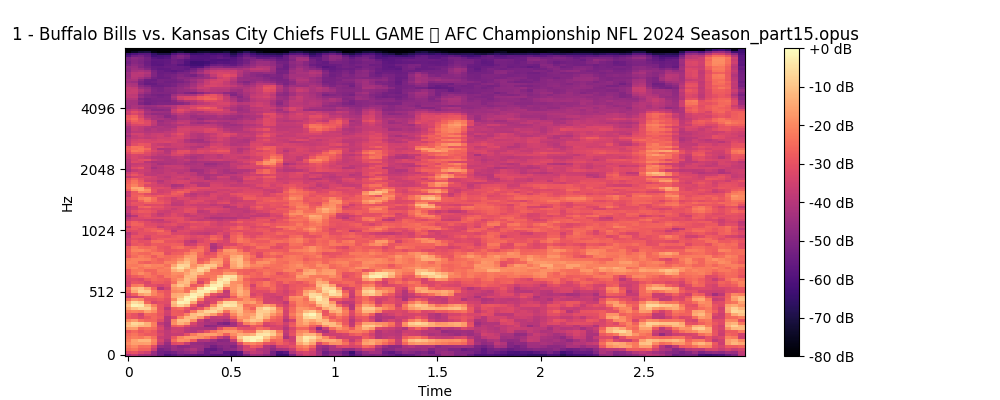 1 - Buffalo Bills vs. Kansas City Chiefs FULL GAME ▯ AFC Championship NFL 2024 Season_part15.opus
+0 dB
-10 dB
-20 dB
-30 dB
-40 dB
-50 dB
-60 dB
-70 dB
-80 dB
4096
2048
1024
512
0
Hz
0
0.5
1
1.5
2
2.5
Time